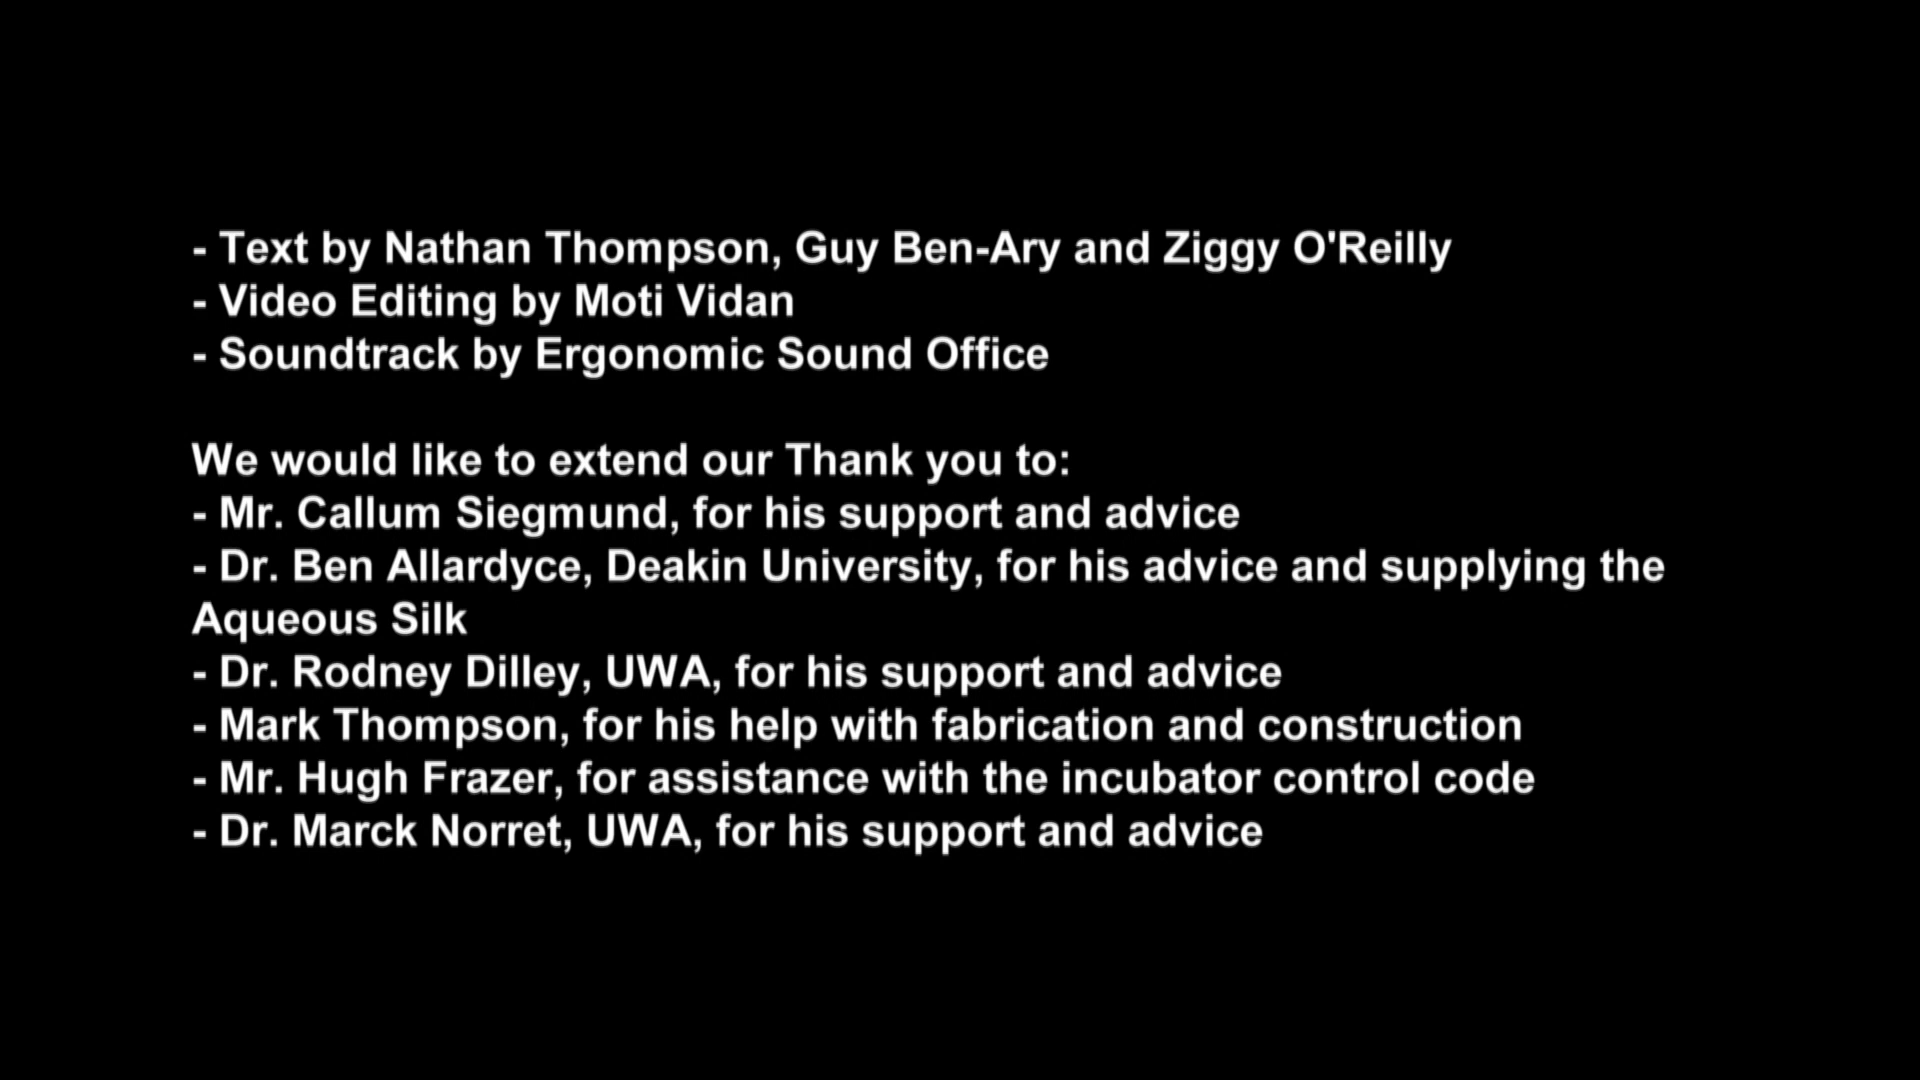 - Text by Nathan Thompson, Guy Ben-Ary and Ziggy O'Reilly
- Video Editing by Moti Vidan
- Soundtrack by Ergonomic Sound Office
We would like to extend our Thank you to:
- Mr. Callum Siegmund, for his support and advice
- Dr. Ben Allardyce, Deakin University, for his advice and supplying the
Aqueous Silk
- Dr. Rodney Dilley, UWA, for his support and advice
- Mark Thompson, for his help with fabrication and construction
- Mr. Hugh Frazer, for assistance with the incubator control code
- Dr. Marck Norret, UWA, for his support and advice